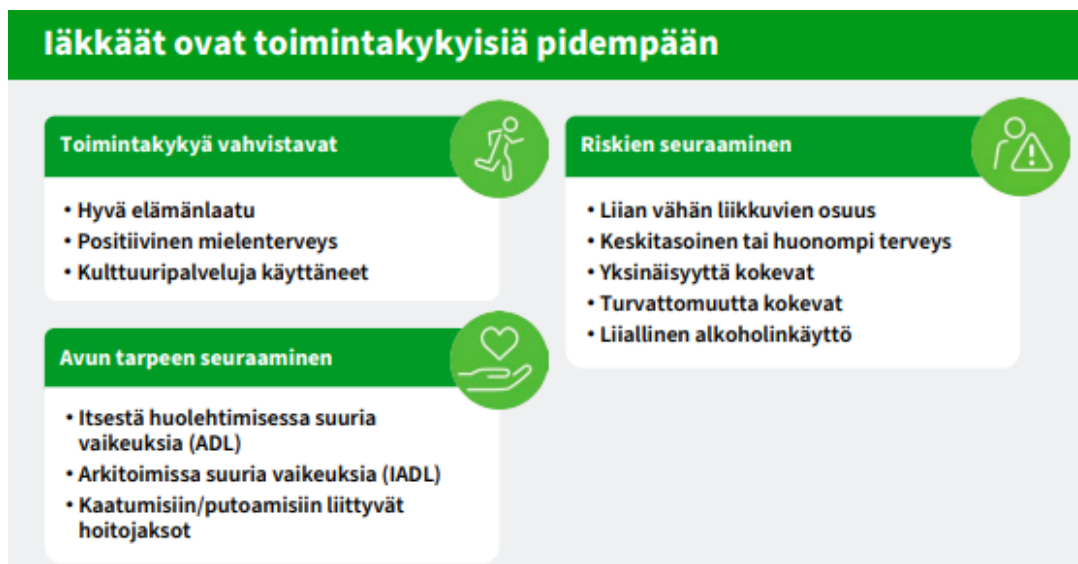 Iäkkäät ovat toimintakykyisiä pidempään
Toimintakykyä vahvistavat
• Hyvä elämänlaatu
• Positiivinen mielenterveys
• Kulttuuripalveluja käyttäneet
Avun tarpeen seuraaminen
• Itsestä huolehtimisessa suuria
vaikeuksia (ADL)
• Arkitoimissa suuria vaikeuksia (IADL)
• Kaatumisiin/putoamisiin liittyvät
hoitojaksot
Riskien seuraaminen
• Liian vähän liikkuvien osuus
• Keskitasoinen tai huonompi terveys
• Yksinäisyyttä kokevat
• Turvattomuutta kokevat
• Liiallinen alkoholinkäyttö